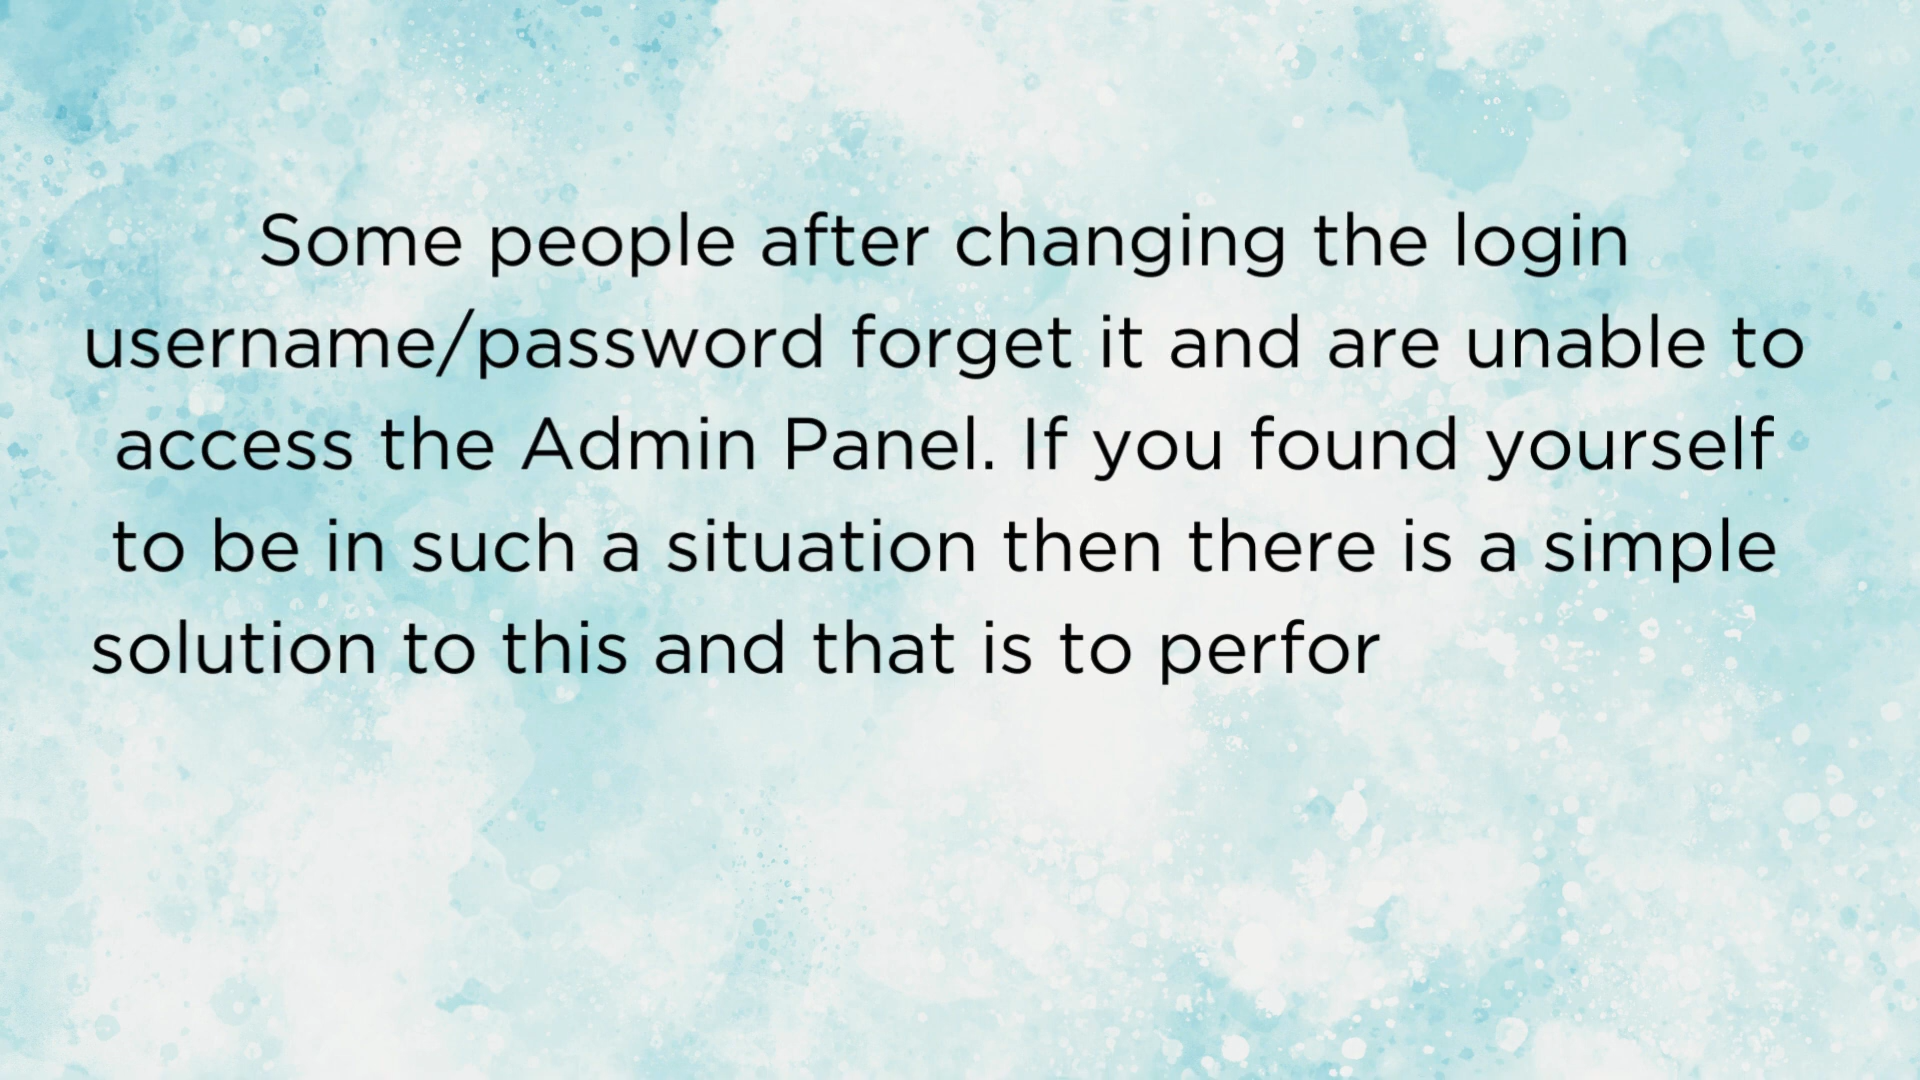 Some people after changing the login
username/password forget it and are unable to
access the Admin Panel. If you found yourself
to be in such a situation then there is a simple
solution to this and that is to perfor